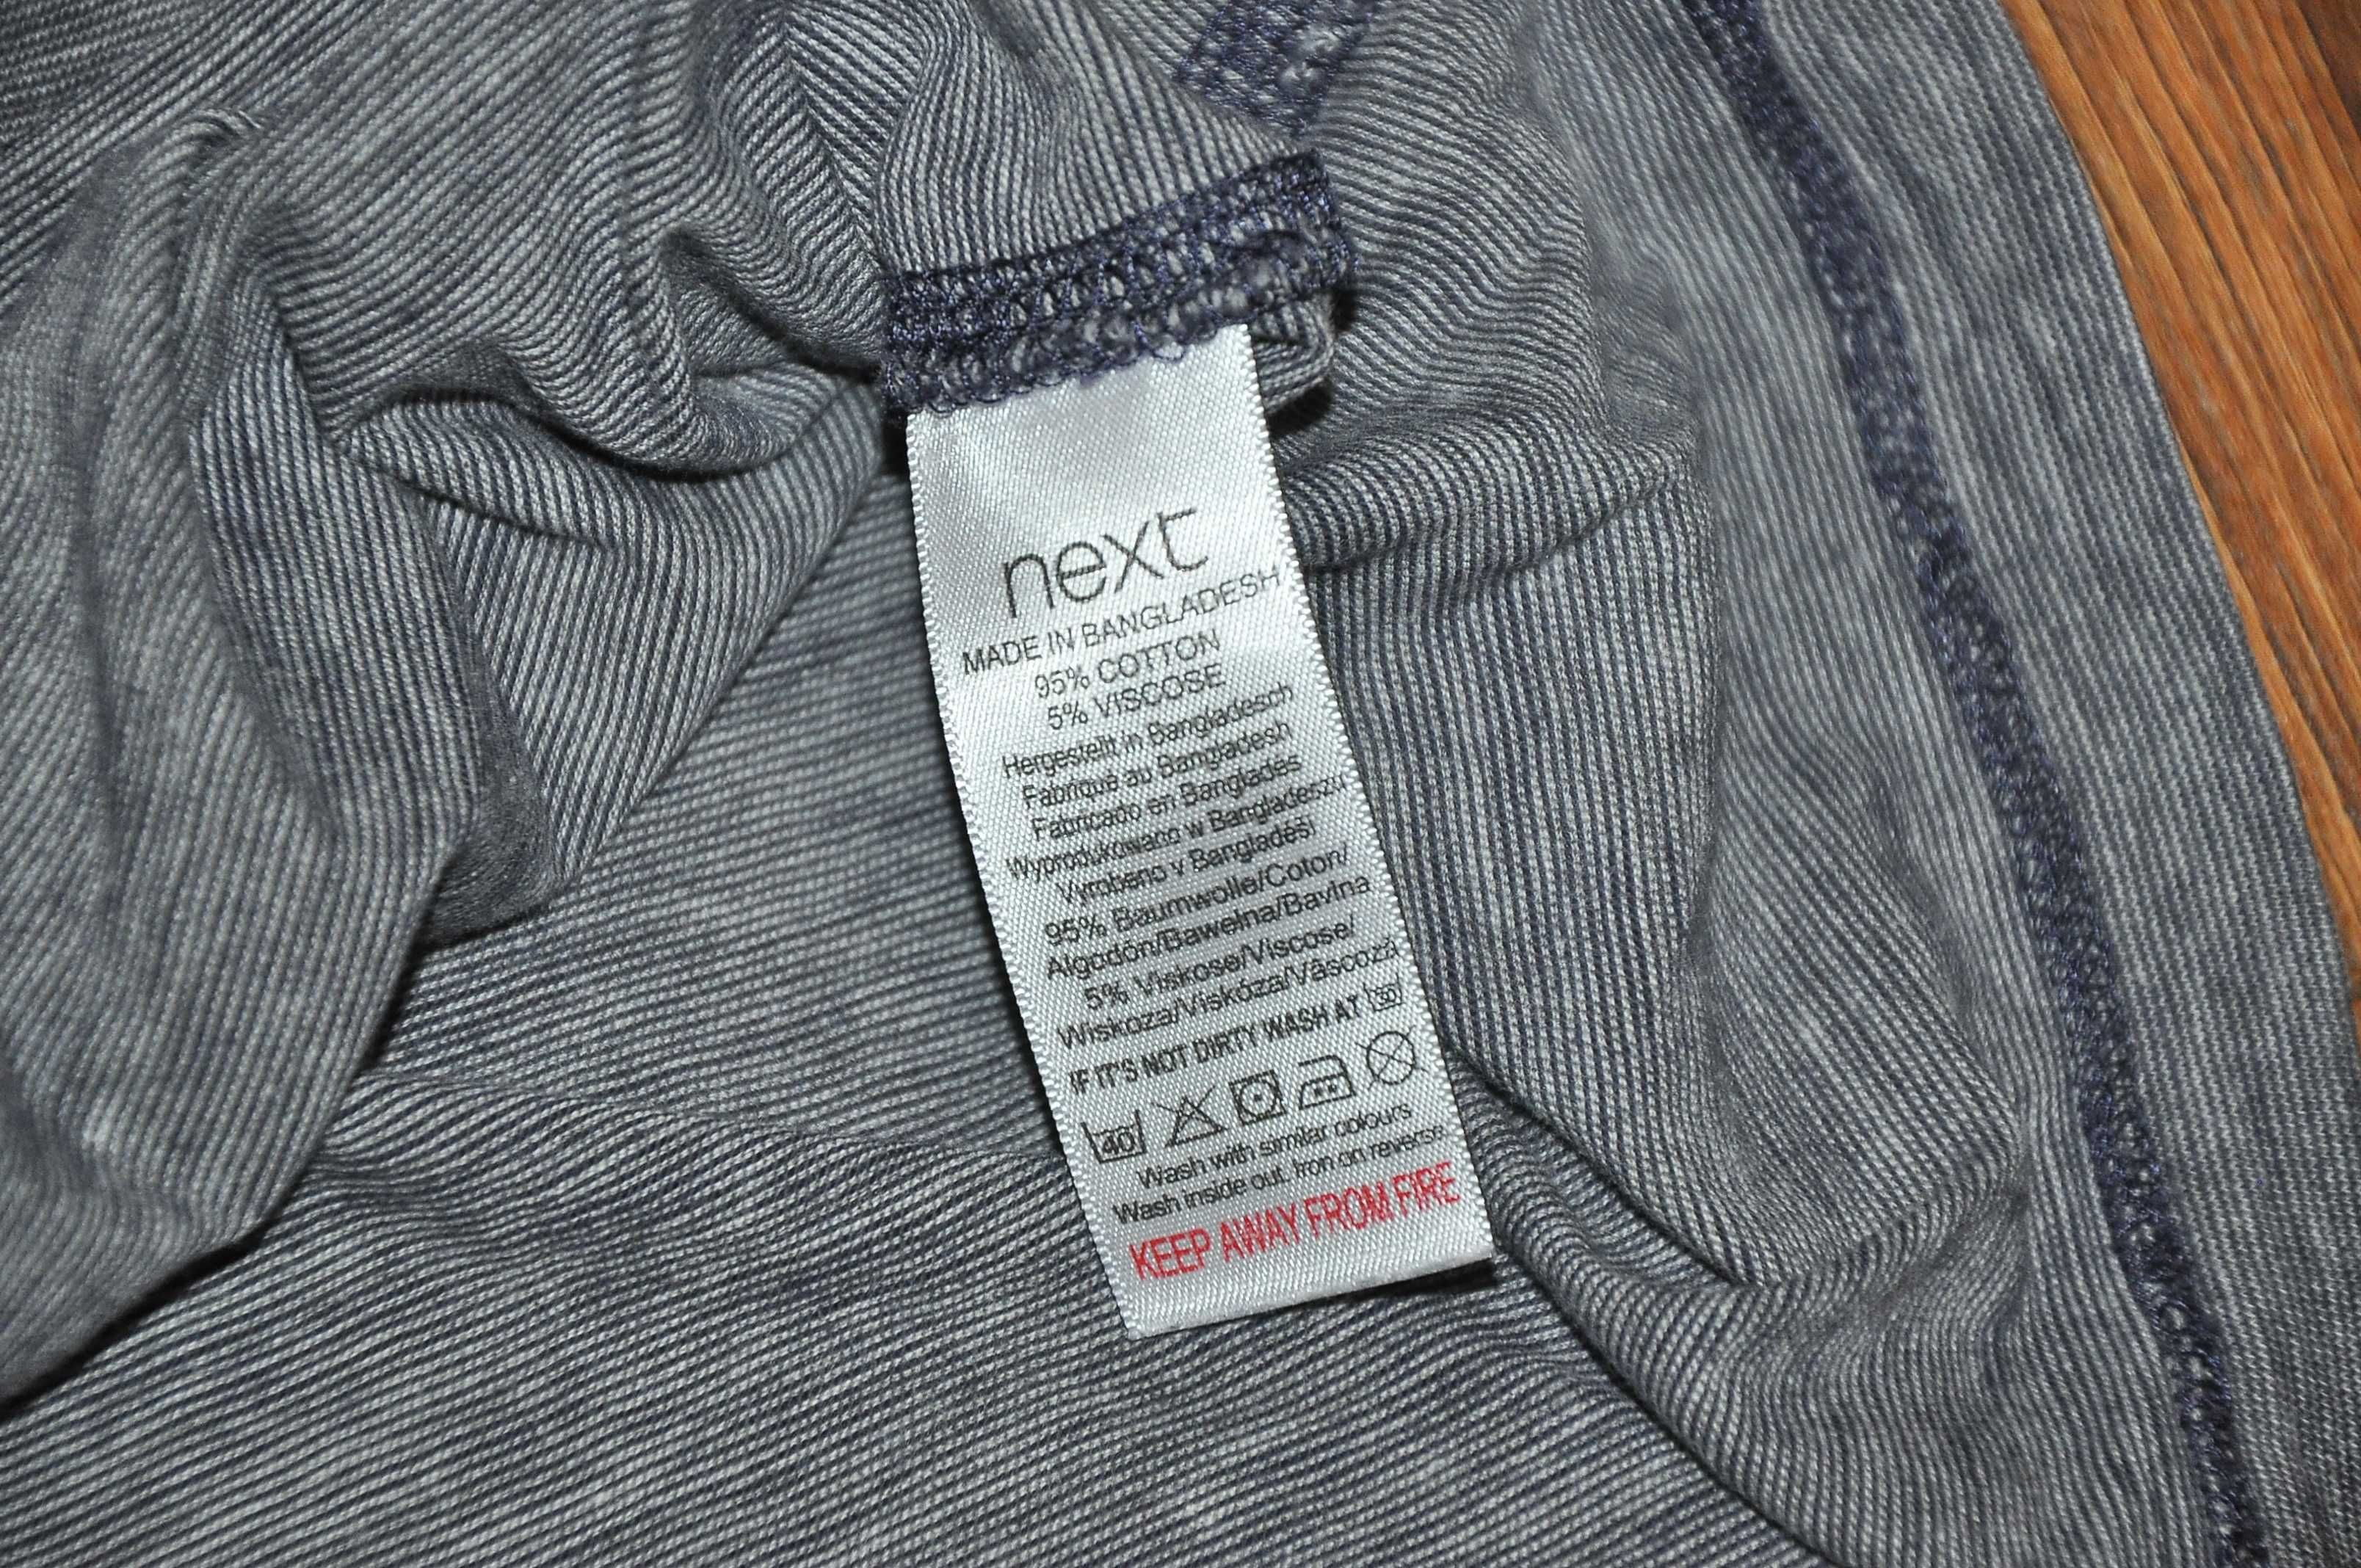 next
MADE IN BANGLADESH
95% COTTON
5% VISCOSE
Hergestellt in Bangladesch
Fabriqué au Bangladesh
Fabricado en Bangladés
Wyprodukowano w Bangladeszu
Vyrobeno v Bangladéši
95% Baumwolle/Coton/
Algodón/Bawełna/Bavlna
5% Viskose/Viscose/
Wiskoza/Viskóza/Vâscoză
IF IT'S NOT DIRTY WASH AT 30
40
Wash with similar colours
Wash inside out. Iron on reverse
KEEP AWAY FROM FIRE